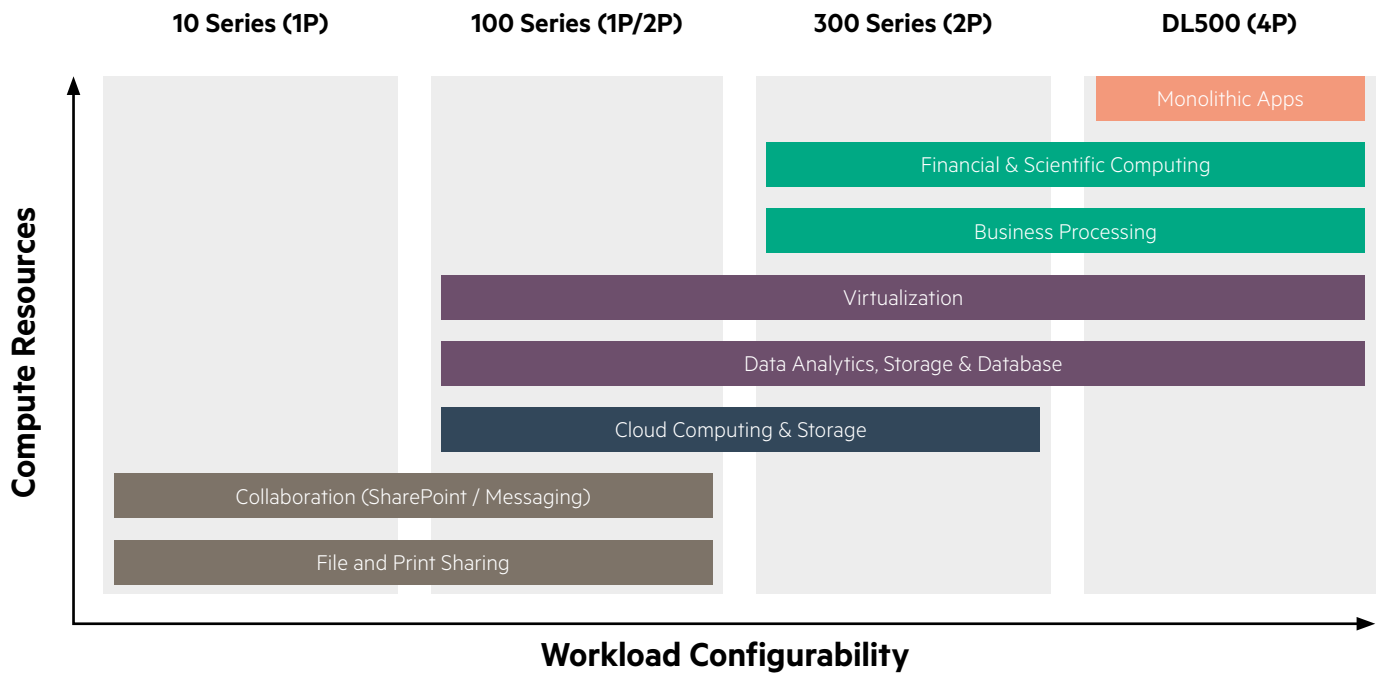 10 Series (1P)
100 Series (1P/2P)
300 Series (2P)
DL500 (4P)
Monolithic Apps
Financial & Scientific Computing
Business Processing
Virtualization
Data Analytics, Storage & Database
Cloud Computing & Storage
Collaboration (SharePoint / Messaging)
File and Print Sharing
Compute Resources
Workload Configurability